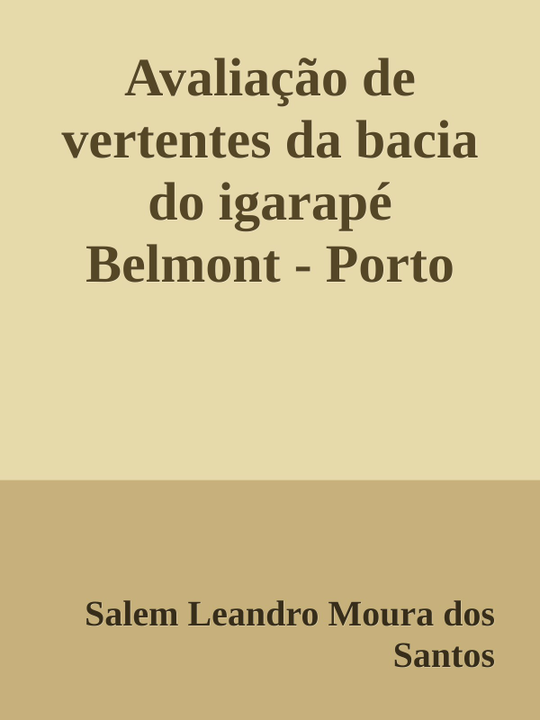 Avaliação de
vertentes da bacia
do igarapé
Belmont - Porto
Salem Leandro Moura dos
Santos